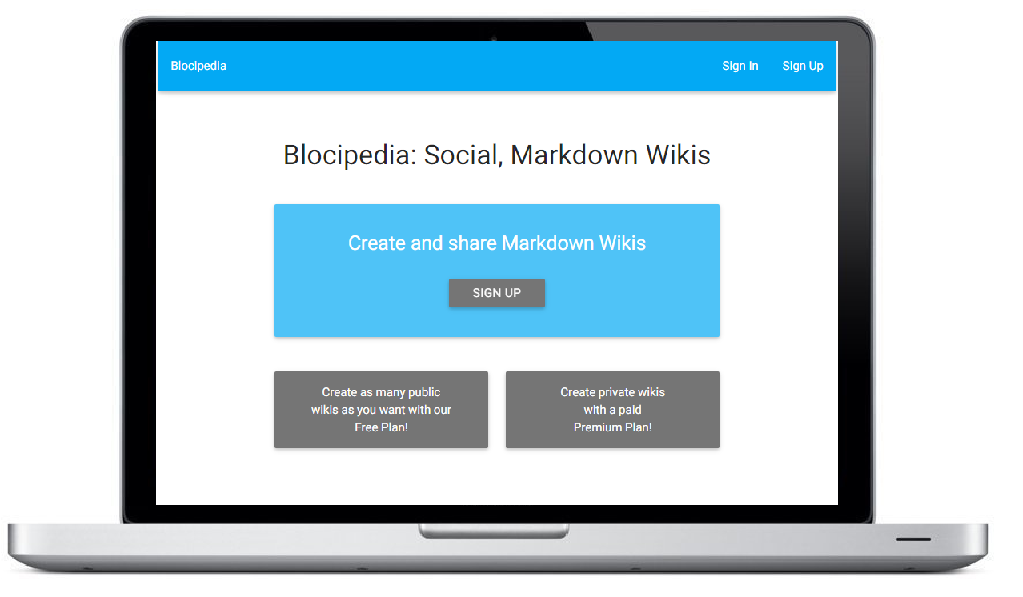 Blocipedia
Sign In
Sign Up
Blocipedia: Social, Markdown Wikis
Create and share Markdown Wikis
SIGN UP
Create as many public
wikis as you want with our
Free Plan!
Create private wikis
with a paid
Premium Plan!